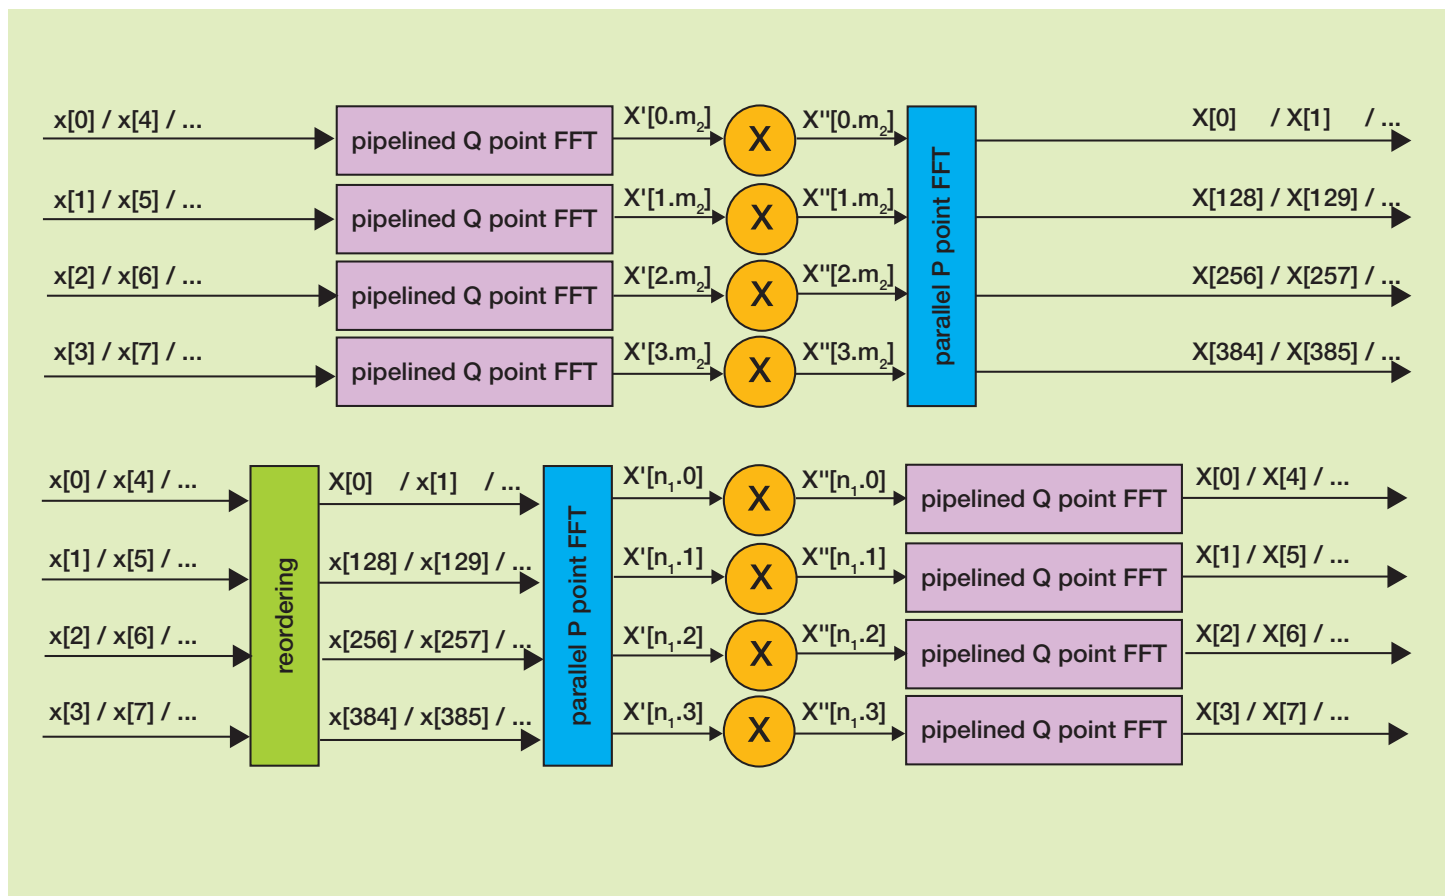 x[0] / x[4] / ... pipelined Q point FFT X'[0.m₂] X X''[0.m₂] X[0] / X[1] / ...
x[1] / x[5] / ... pipelined Q point FFT X'[1.m₂] X X''[1.m₂] X[128] / X[129] / ...
x[2] / x[6] / ... pipelined Q point FFT X'[2.m₂] X X''[2.m₂] X[256] / X[257] / ...
x[3] / x[7] / ... pipelined Q point FFT X'[3.m₂] X X''[3.m₂] X[384] / X[385] / ...
parallel P point FFT
x[0] / x[4] / ... X[0] / x[1] / ... X'[n₁.0] X X''[n₁.0] pipelined Q point FFT X[0] / X[4] / ...
x[1] / x[5] / ... x[128] / x[129] / ... X'[n₁.1] X X''[n₁.1] pipelined Q point FFT X[1] / X[5] / ...
x[2] / x[6] / ... x[256] / x[257] / ... X'[n₁.2] X X''[n₁.2] pipelined Q point FFT X[2] / X[6] / ...
x[3] / x[7] / ... x[384] / x[385] / ... X'[n₁.3] X X''[n₁.3] pipelined Q point FFT X[3] / X[7] / ...
reordering
parallel P point FFT